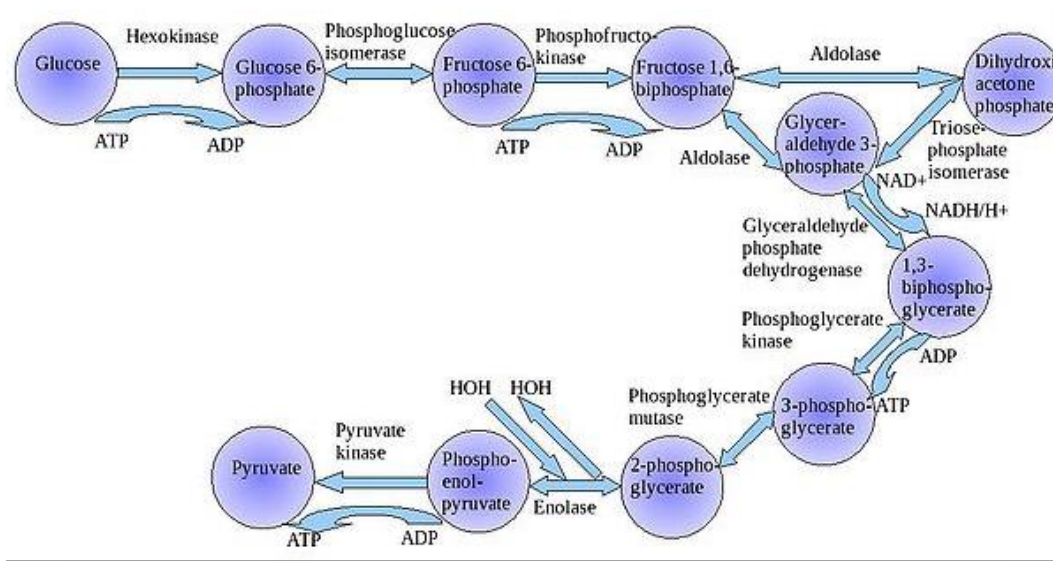 Glucose
Hexokinase
ATP
ADP
Glucose 6-
phosphate
Phosphoglucose
isomerase
Fructose 6-
phosphate
Phosphofructo-
kinase
ATP
ADP
Fructose 1,6-
biphosphate
Aldolase
Dihydroxi
acetone
phosphate
Aldolase
Glycer-
aldehyde 3-
phosphate
Triose-
phosphate
isomerase
NAD+
NADH/H+
Glyceraldehyde
phosphate
dehydrogenase
1,3-
biphospho-
glycerate
Phosphoglycerate
kinase
ADP
ATP
3-phospho-
glycerate
Phosphoglycerate
mutase
2-phospho-
glycerate
HOH
HOH
Enolase
Phospho-
enol-
pyruvate
Pyruvate
kinase
ADP
ATP
Pyruvate